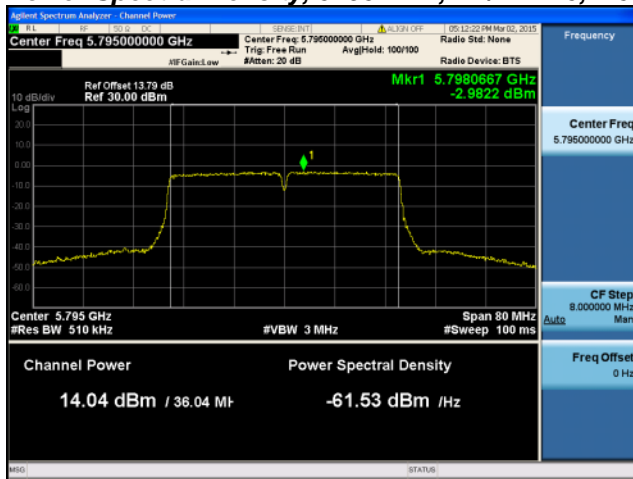 Agilent Spectrum Analyzer - Channel Power
RL RF 50 Ω DC SENSE:INT ALIGN OFF 05:12:22 PM Mar 02, 2015
Center Freq 5.795000000 GHz
Center Freq: 5.795000000 GHz
Radio Std: None
Trig: Free Run Avg|Hold: 100/100
#IFGain:Low #Atten: 20 dB Radio Device: BTS
Frequency
Ref Offset 13.79 dB
Mkr1 5.7980667 GHz
10 dB/div Ref 30.00 dBm -2.9822 dBm
Log
20.0
10.0
0.00
-10.0
-20.0
-30.0
-40.0
-50.0
-60.0
1
Center Freq
5.795000000 GHz
Center 5.795 GHz Span 80 MHz
#Res BW 510 kHz #VBW 3 MHz #Sweep 100 ms
CF Step
8.000000 MHz
Auto Man
Channel Power Power Spectral Density
Freq Offset
0 Hz
14.04 dBm / 36.04 MH -61.53 dBm /Hz
MSG STATUS